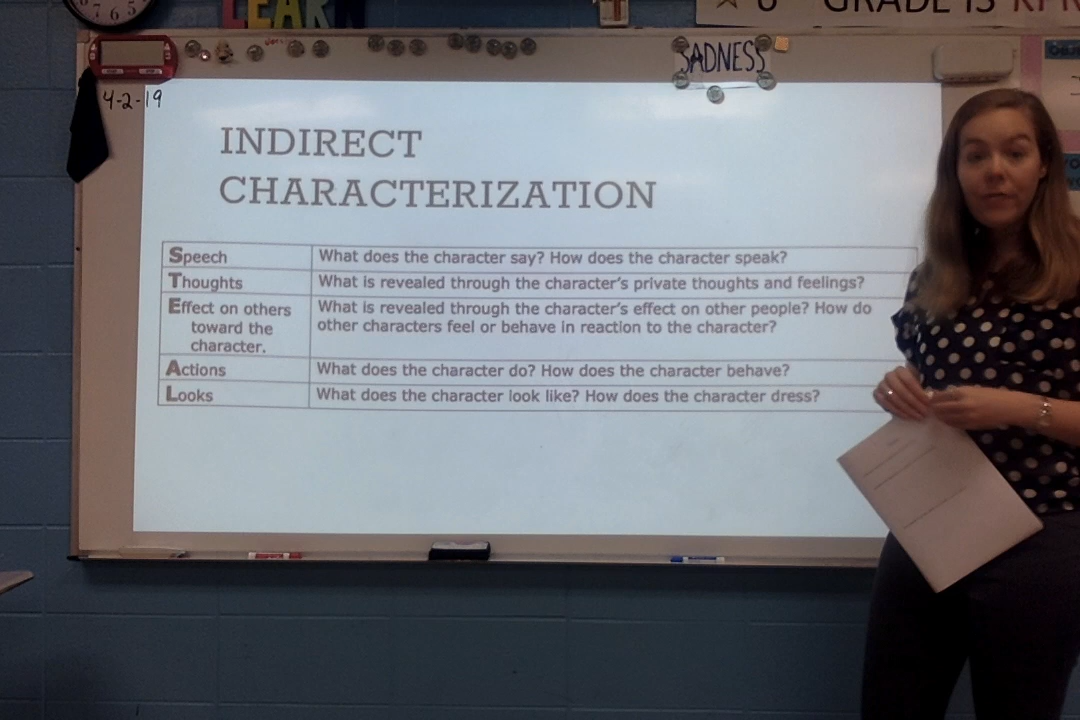 LEARN
GRADE IS
SADNESS
4-2-19
INDIRECT
CHARACTERIZATION
Speech What does the character say? How does the character speak?
Thoughts What is revealed through the character's private thoughts and feelings?
Effect on others What is revealed through the character's effect on other people? How do
toward the other characters feel or behave in reaction to the character?
character.
Actions What does the character do? How does the character behave?
Looks What does the character look like? How does the character dress?